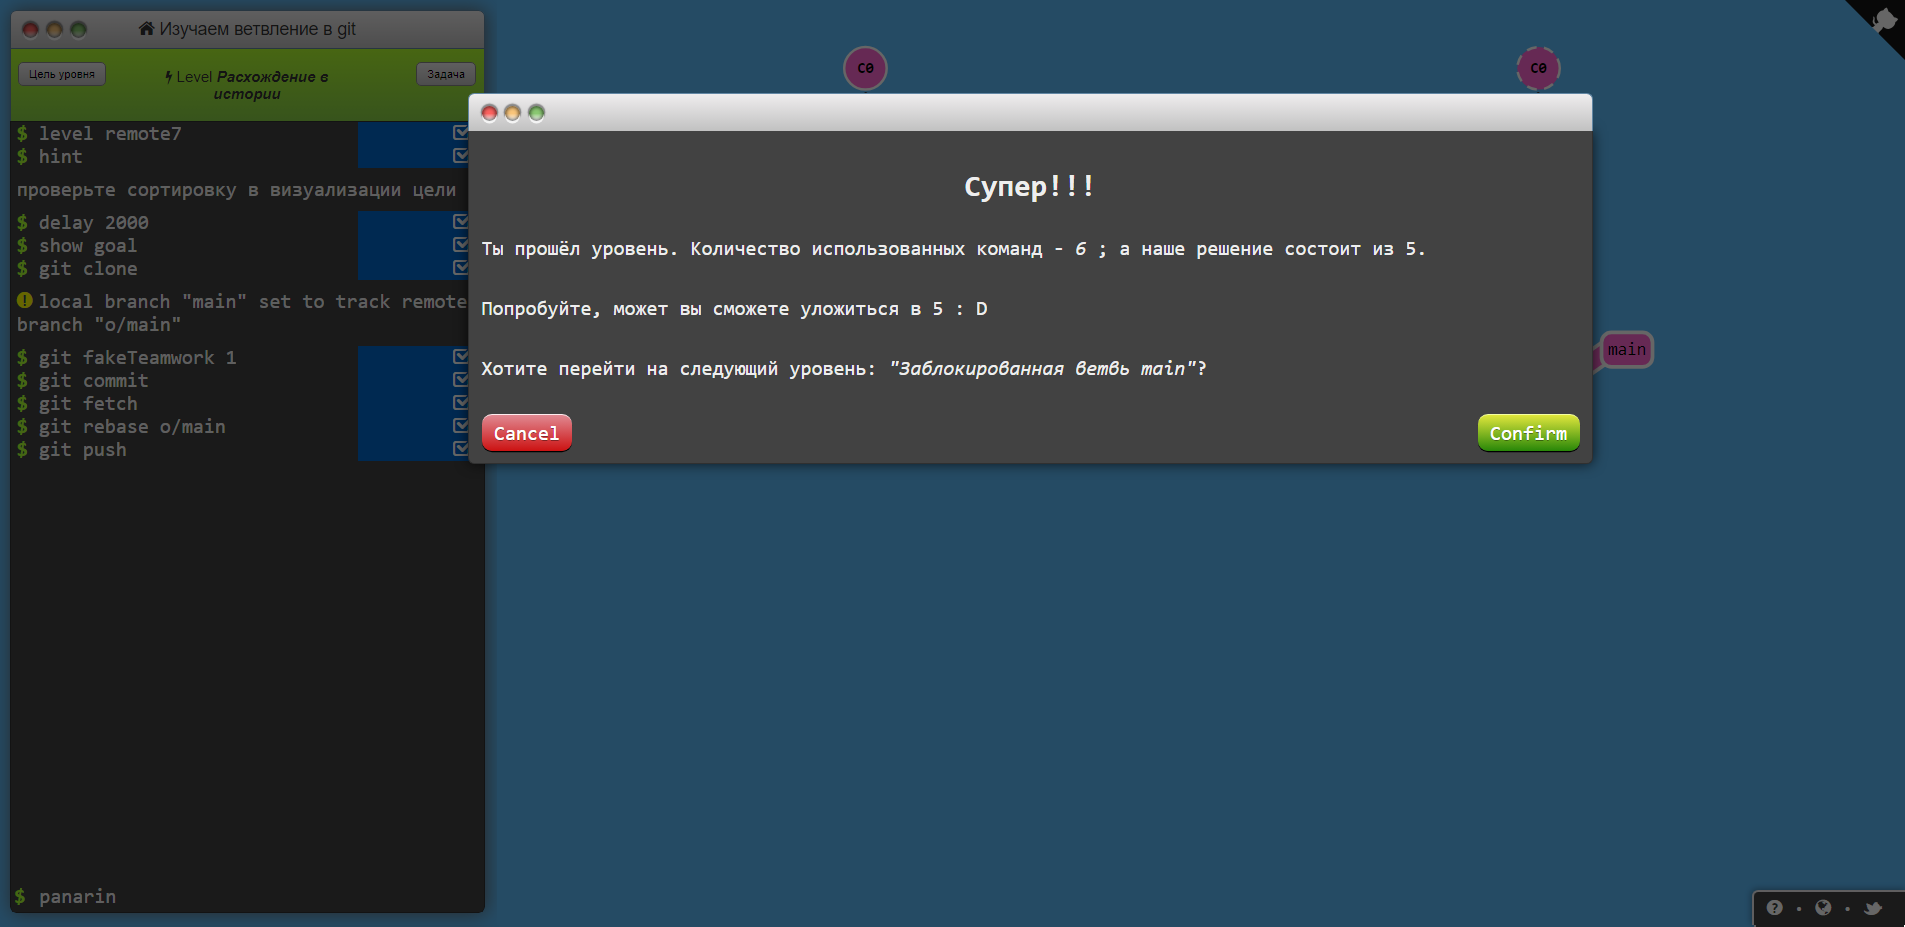 Изучаем ветвление в git
Цель уровня
Level Расхождение в
истории
Задача
$ level remote7
$ hint
проверьте сортировку в визуализации цели
$ delay 2000
$ show goal
$ git clone
local branch "main" set to track remote
branch "o/main"
$ git fakeTeamwork 1
$ git commit
$ git fetch
$ git rebase o/main
$ git push
$ panarin
C0
C0
main
Супер!!!
Ты прошёл уровень. Количество использованных команд - 6 ; а наше решение состоит из 5.
Попробуйте, может вы сможете уложиться в 5 : D
Хотите перейти на следующий уровень: "Заблокированная ветвь main"?
Cancel
Confirm